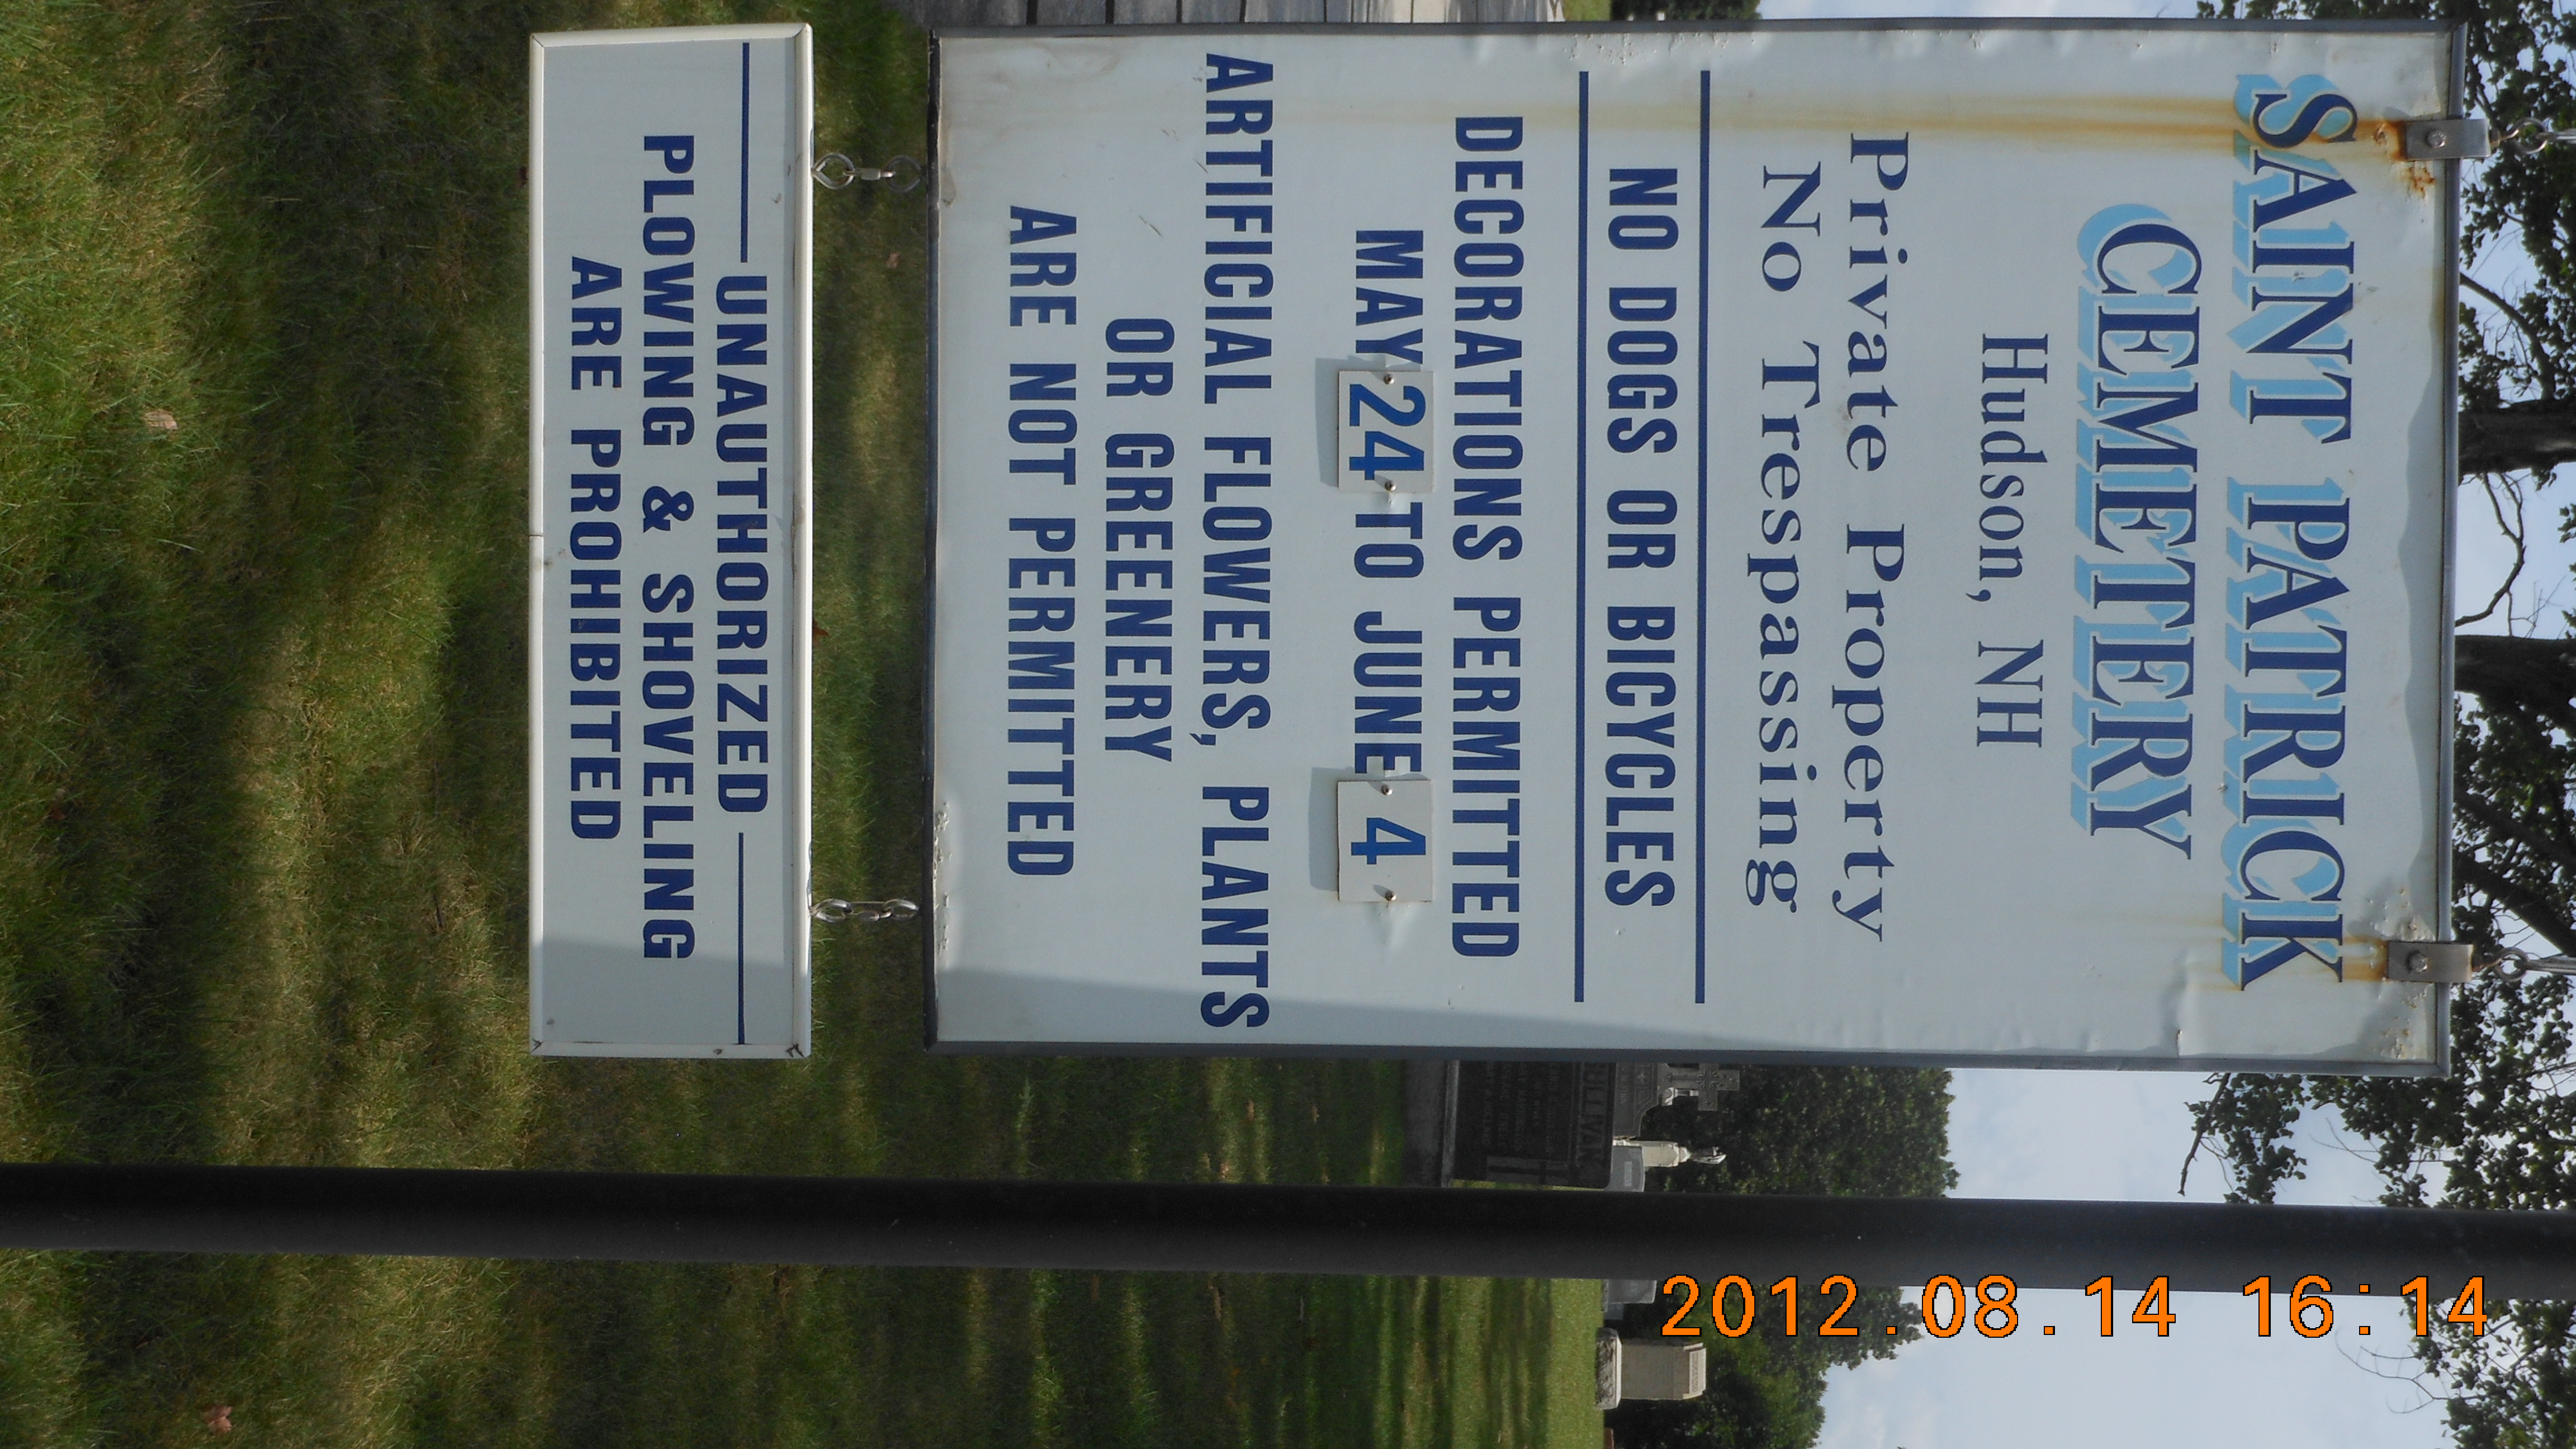 SAINT PATRICK
CEMETERY
Hudson, NH
Private Property
No Trespassing
NO DOGS OR BICYCLES
DECORATIONS PERMITTED
MAY 24 TO JUNE 4
ARTIFICIAL FLOWERS, PLANTS
OR GREENERY
ARE NOT PERMITTED
UNAUTHORIZED
PLOWING & SHOVELING
ARE PROHIBITED
2012.08.14 16:14